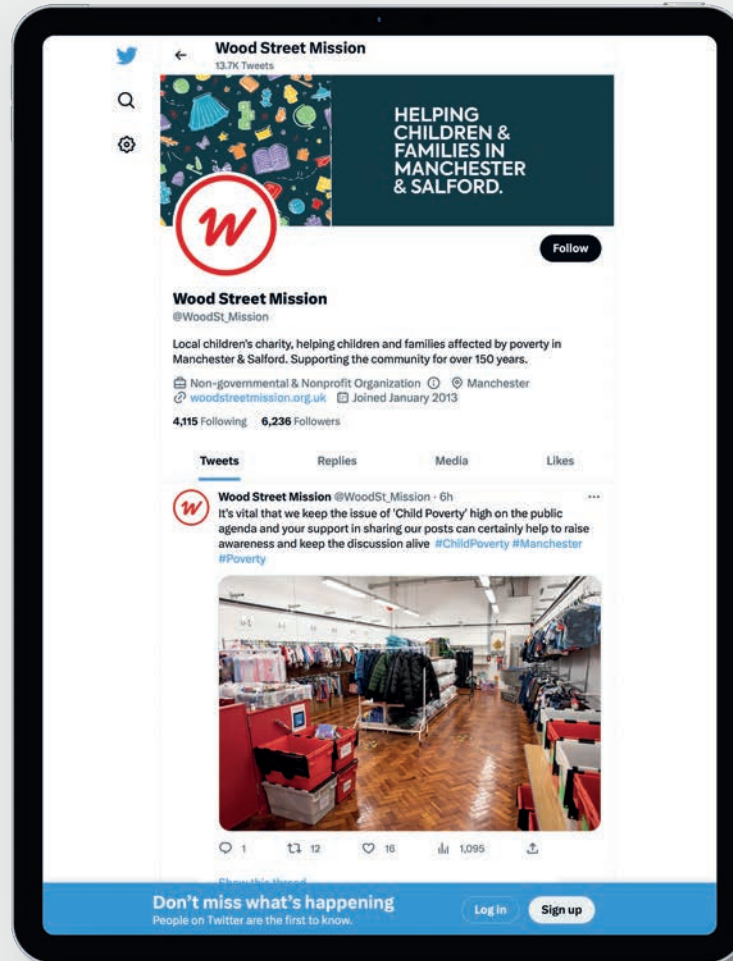 Wood Street Mission
13.7K Tweets
HELPING
CHILDREN &
FAMILIES IN
MANCHESTER
& SALFORD.
W
Follow
Wood Street Mission
@WoodSt_Mission
Local children's charity, helping children and families affected by poverty in
Manchester & Salford. Supporting the community for over 150 years.
Non-governmental & Nonprofit Organization Manchester
woodstreetmission.org.uk Joined January 2013
4,115 Following 6,236 Followers
Tweets Replies Media Likes
W
Wood Street Mission @WoodSt_Mission · 6h
It's vital that we keep the issue of 'Child Poverty' high on the public
agenda and your support in sharing our posts can certainly help to raise
awareness and keep the discussion alive #ChildPoverty #Manchester
#Poverty
1 12 16 1,095
Show this thread
Don't miss what's happening
People on Twitter are the first to know.
Log in Sign up